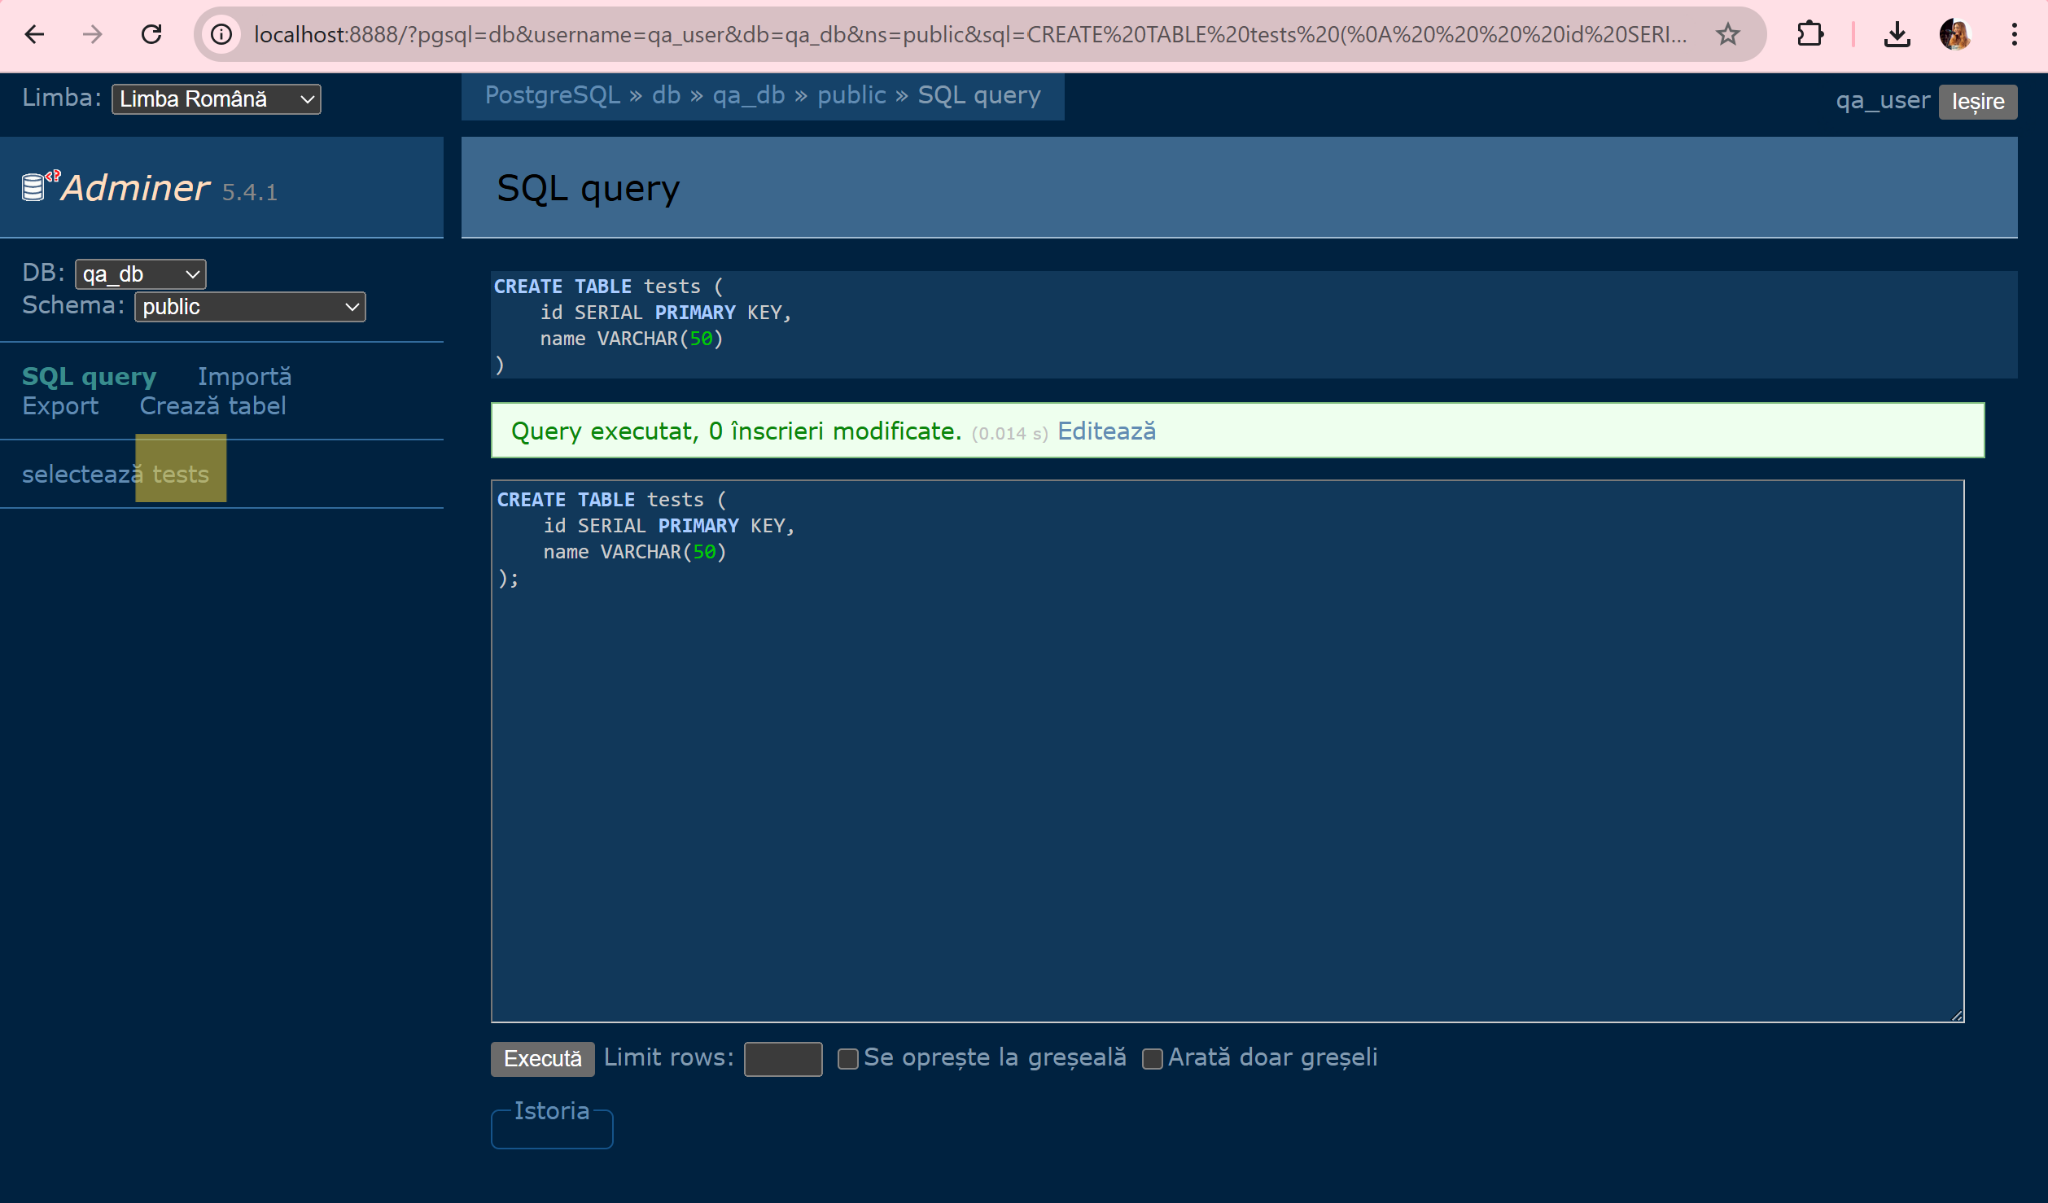 localhost:8888/?pgsql=db&username=qa_user&db=qa_db&ns=public&sql=CREATE%20TABLE%20tests%20(%0A%20%20%20%20id%20SERI...
Limba: Limba Română
PostgreSQL » db » qa_db » public » SQL query
qa_user Ieșire
Adminer 5.4.1
SQL query
DB: qa_db
Schema: public
SQL query Importă
Export Crează tabel
selectează tests
CREATE TABLE tests (
    id SERIAL PRIMARY KEY,
    name VARCHAR(50)
)
Query executat, 0 înscrieri modificate. (0.014 s) Editează
CREATE TABLE tests (
    id SERIAL PRIMARY KEY,
    name VARCHAR(50)
);
Execută Limit rows: Se oprește la greșeală Arată doar greșeli
Istoria